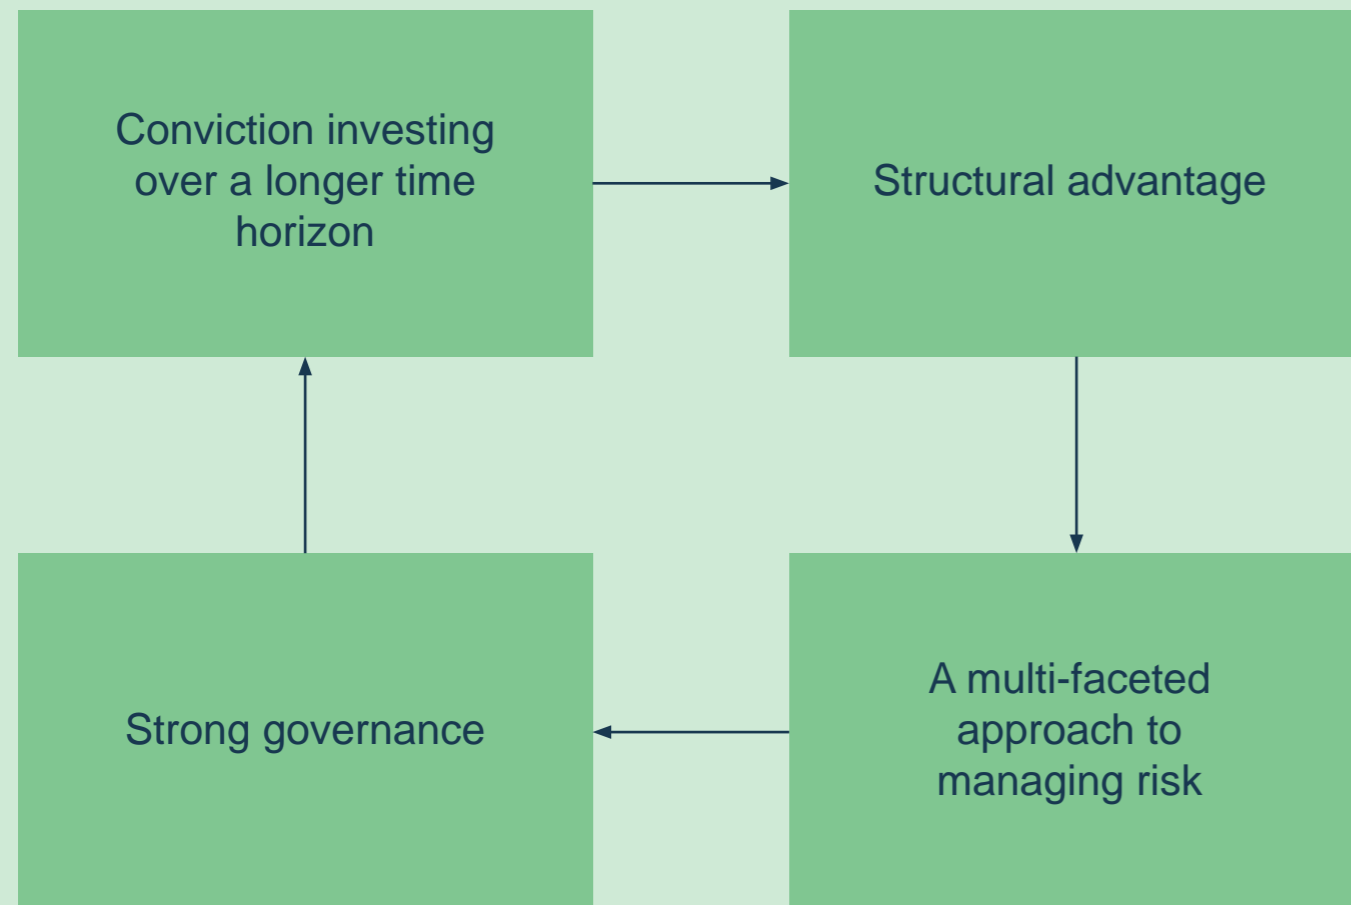 Conviction investing
over a longer time
horizon
Structural advantage
Strong governance
A multi-faceted
approach to
managing risk